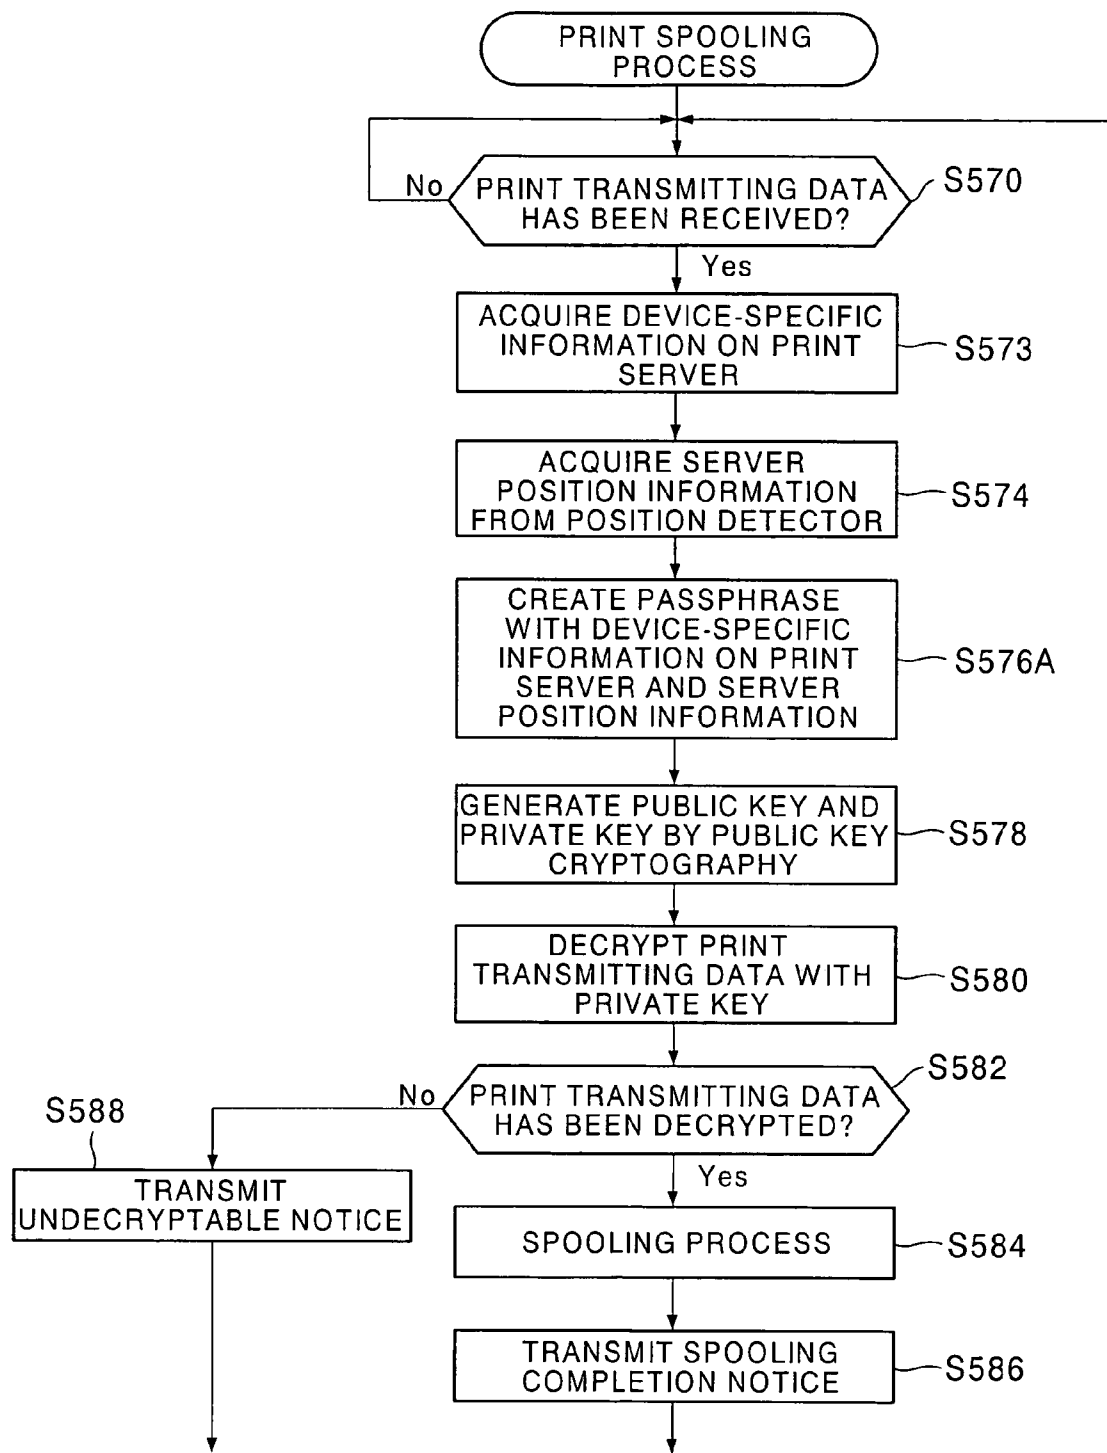 PRINT SPOOLING
PROCESS
No
PRINT TRANSMITTING DATA
HAS BEEN RECEIVED?
S570
Yes
ACQUIRE DEVICE-SPECIFIC
INFORMATION ON PRINT
SERVER
S573
ACQUIRE SERVER
POSITION INFORMATION
FROM POSITION DETECTOR
S574
CREATE PASSPHRASE
WITH DEVICE-SPECIFIC
INFORMATION ON PRINT
SERVER AND SERVER
POSITION INFORMATION
S576A
GENERATE PUBLIC KEY AND
PRIVATE KEY BY PUBLIC KEY
CRYPTOGRAPHY
S578
DECRYPT PRINT
TRANSMITTING DATA WITH
PRIVATE KEY
S580
No
PRINT TRANSMITTING DATA
HAS BEEN DECRYPTED?
S582
S588
TRANSMIT
UNDECRYPTABLE NOTICE
Yes
SPOOLING PROCESS
S584
TRANSMIT SPOOLING
COMPLETION NOTICE
S586